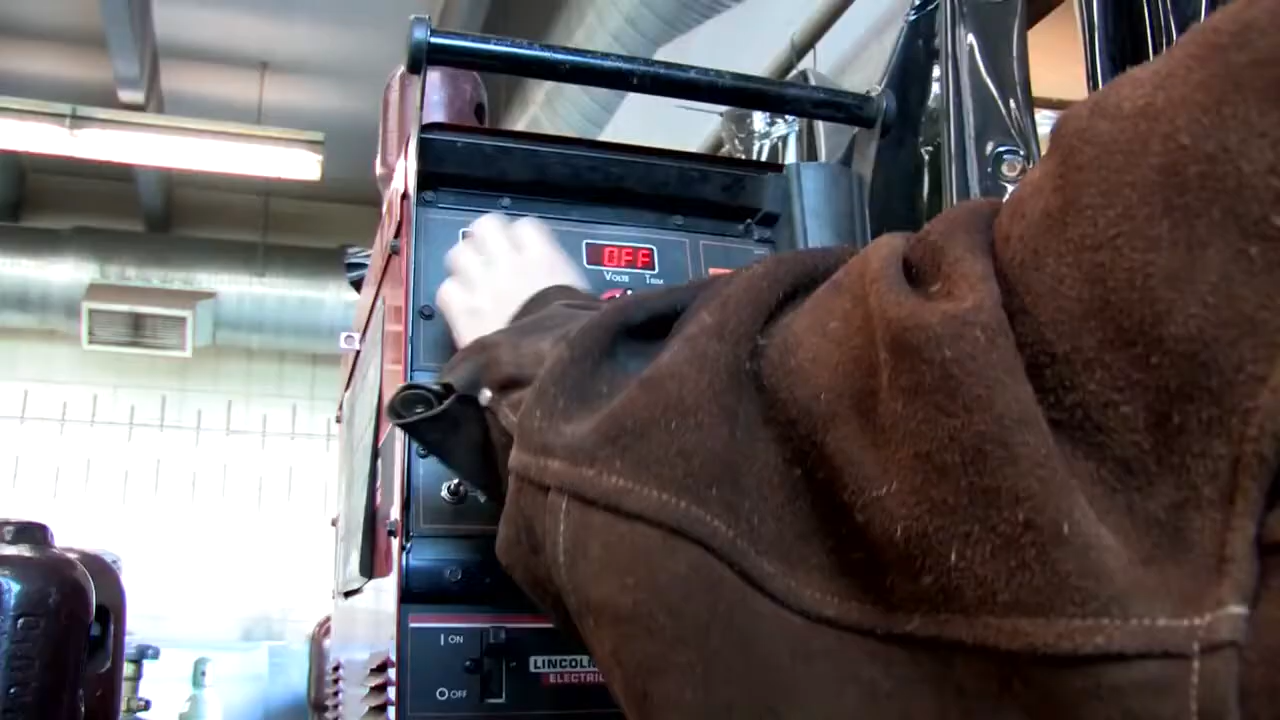 OFF
VOLTS TRIM
| ON
LINCOLN
ELECTRIC
O OFF